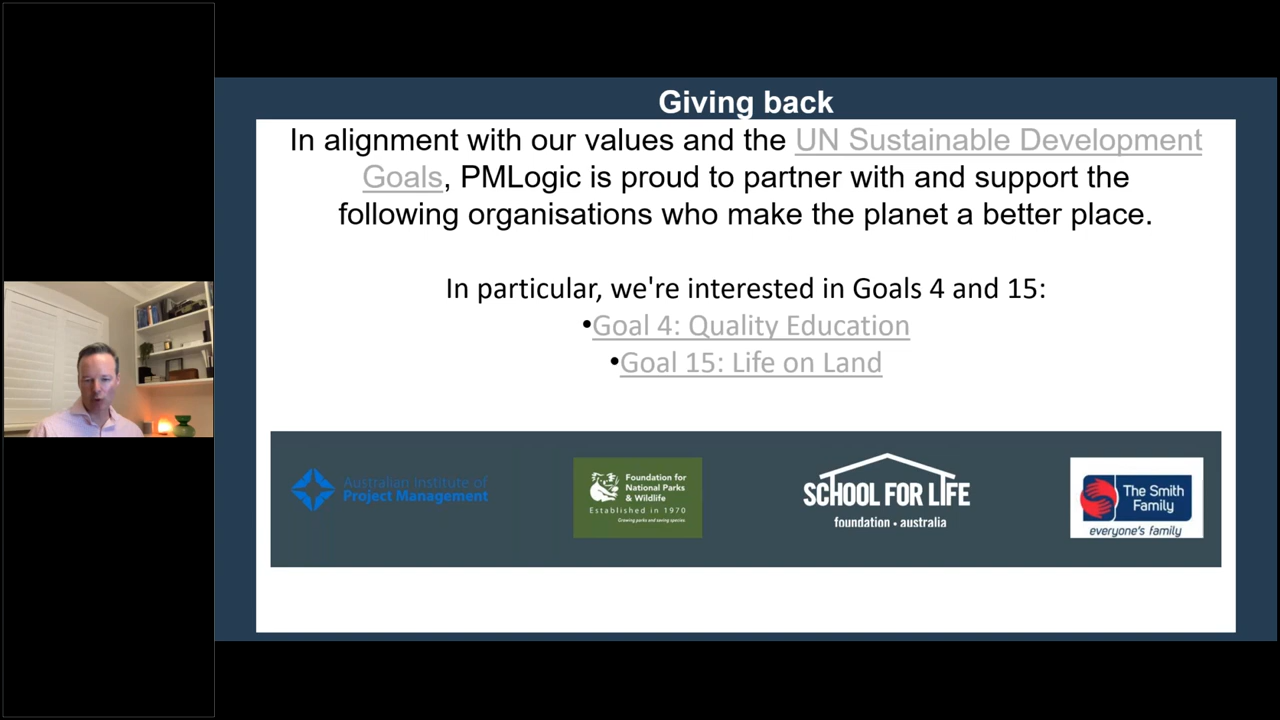 Giving back
In alignment with our values and the UN Sustainable Development
Goals, PMLogic is proud to partner with and support the
following organisations who make the planet a better place.
In particular, we're interested in Goals 4 and 15:
•Goal 4: Quality Education
•Goal 15: Life on Land
Australian Institute of
Project Management
Foundation for
National Parks
& Wildlife
Established in 1970
Growing parks and saving species
SCHOOL FOR LIFE
foundation • australia
The Smith
Family
everyone's family